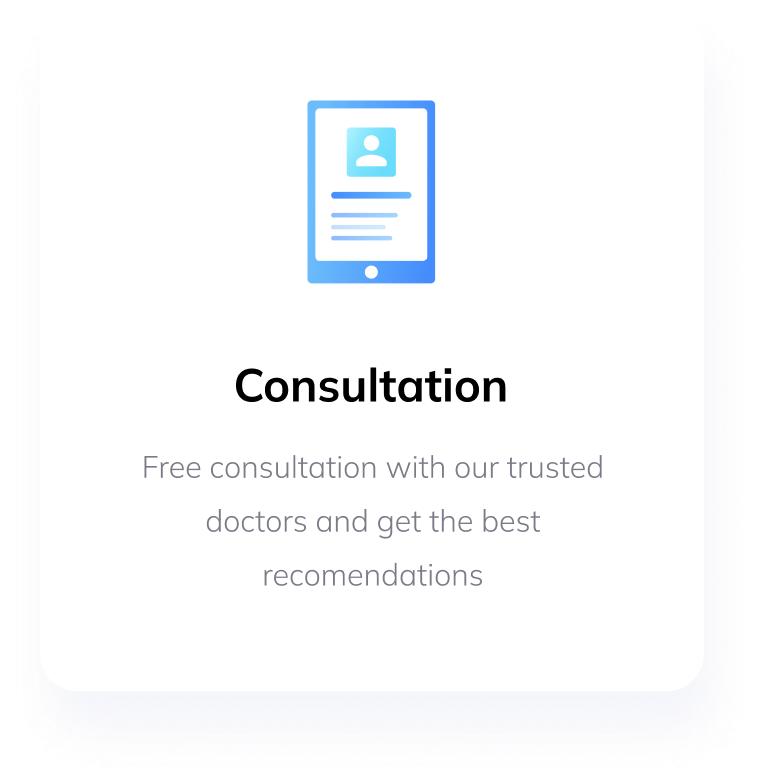 Consultation
Free consultation with our trusted
doctors and get the best
recomendations